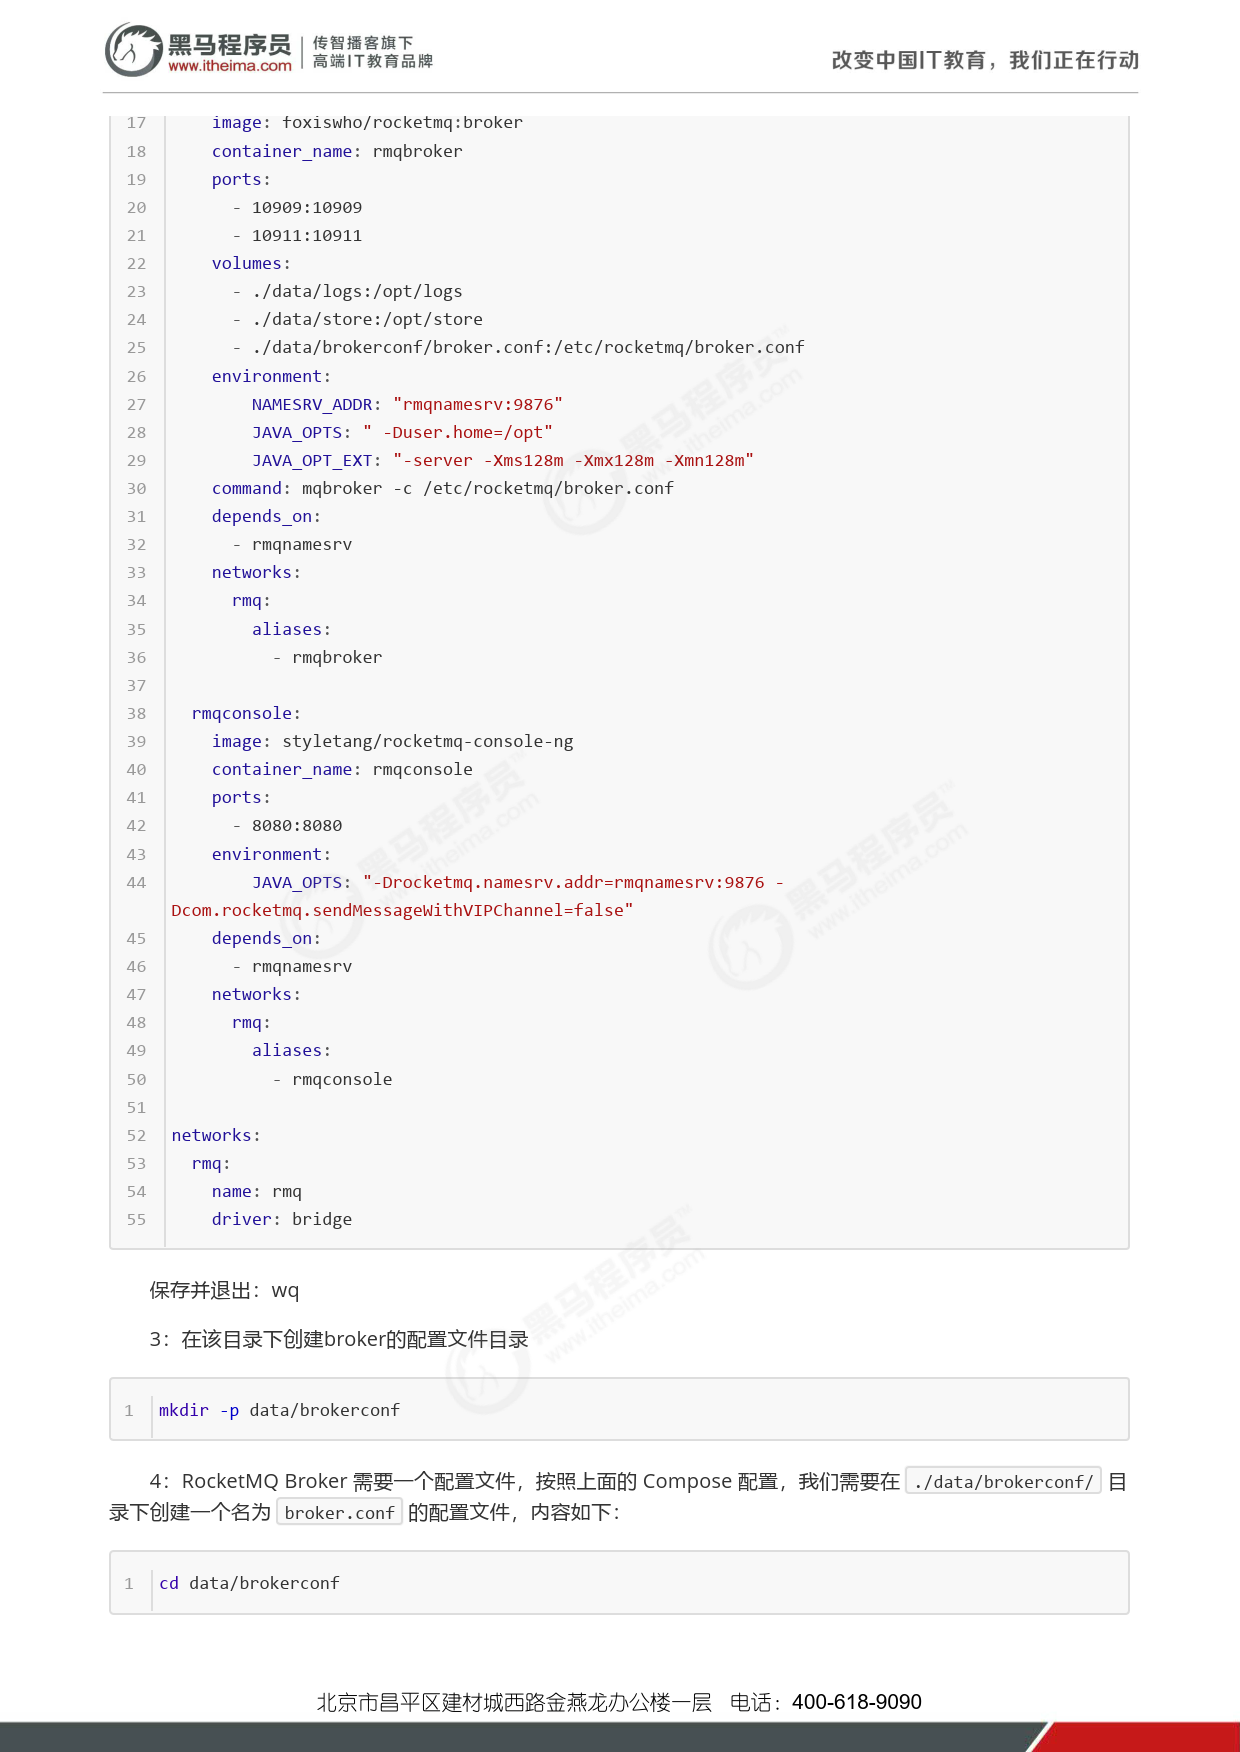 黑马程序员
www.itheima.com
传智播客旗下
高端IT教育品牌
改变中国IT教育，我们正在行动
17 image: foxiswho/rocketmq:broker
18 container_name: rmqbroker
19 ports:
20 - 10909:10909
21 - 10911:10911
22 volumes:
23 - ./data/logs:/opt/logs
24 - ./data/store:/opt/store
25 - ./data/brokerconf/broker.conf:/etc/rocketmq/broker.conf
26 environment:
27 NAMESRV_ADDR: "rmqnamesrv:9876"
28 JAVA_OPTS: " -Duser.home=/opt"
29 JAVA_OPT_EXT: "-server -Xms128m -Xmx128m -Xmn128m"
30 command: mqbroker -c /etc/rocketmq/broker.conf
31 depends_on:
32 - rmqnamesrv
33 networks:
34 rmq:
35 aliases:
36 - rmqbroker
37
38 rmqconsole:
39 image: styletang/rocketmq-console-ng
40 container_name: rmqconsole
41 ports:
42 - 8080:8080
43 environment:
44 JAVA_OPTS: "-Drocketmq.namesrv.addr=rmqnamesrv:9876 -
Dcom.rocketmq.sendMessageWithVIPChannel=false"
45 depends_on:
46 - rmqnamesrv
47 networks:
48 rmq:
49 aliases:
50 - rmqconsole
51
52 networks:
53 rmq:
54 name: rmq
55 driver: bridge
保存并退出：wq
3：在该目录下创建broker的配置文件目录
1 mkdir -p data/brokerconf
4：RocketMQ Broker 需要一个配置文件，按照上面的 Compose 配置，我们需要在 ./data/brokerconf/ 目
录下创建一个名为 broker.conf 的配置文件，内容如下：
1 cd data/brokerconf
北京市昌平区建材城西路金燕龙办公楼一层 电话：400-618-9090